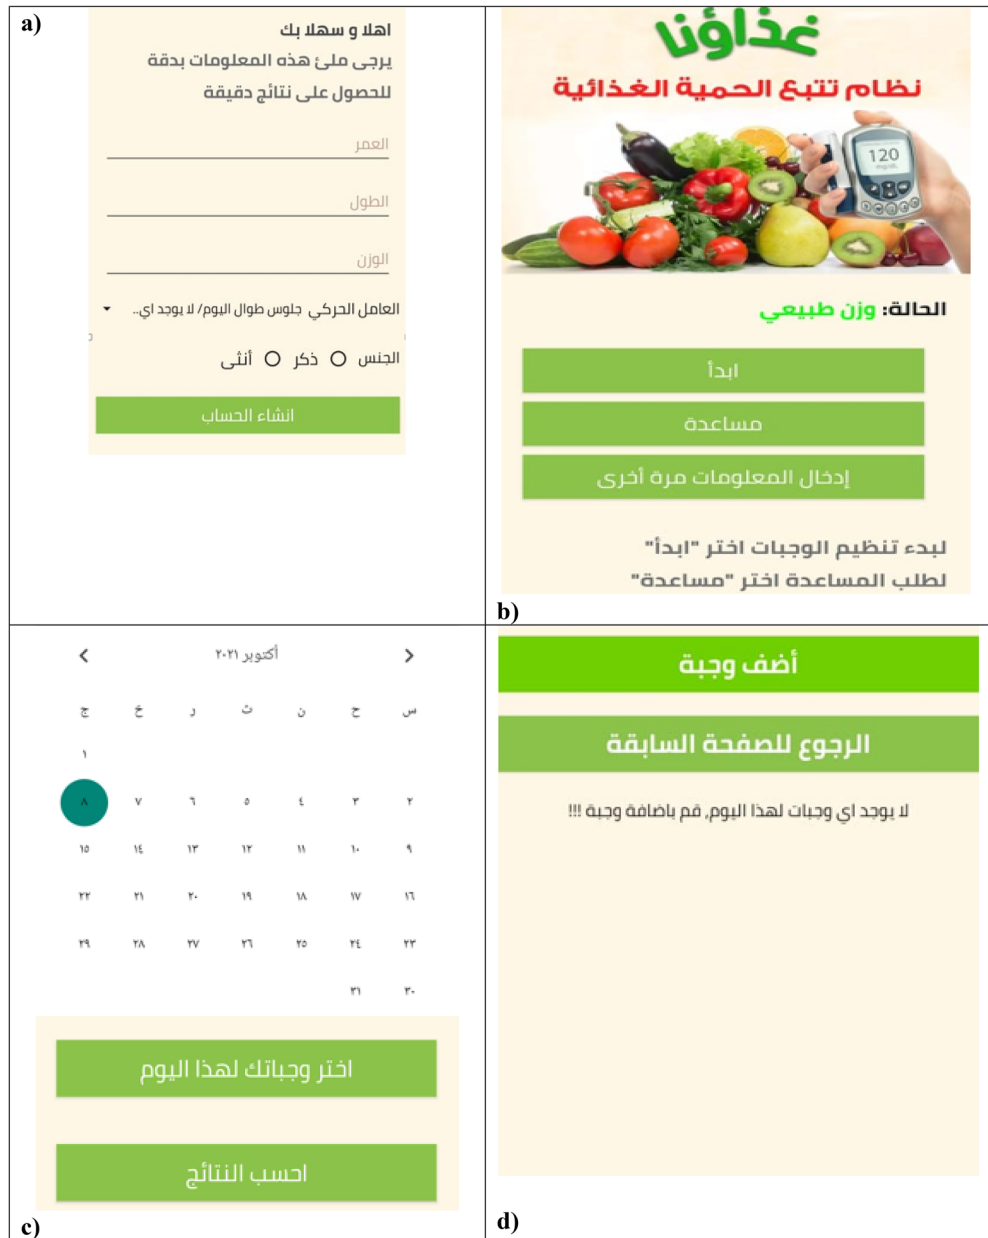 a)
اهلا و سهلا بك
يرجى ملئ هذه المعلومات بدقة
للحصول على نتائج دقيقة
العمر
الطول
الوزن
العامل الحركي جلوس طوال اليوم/ لا يوجد اي..
الجنس ذكر أنثى
انشاء الحساب
غذاؤنا
نظام تتبع الحمية الغذائية
120
mg/dL
الحالة: وزن طبيعي
ابدأ
مساعدة
إدخال المعلومات مرة أخرى
لبدء تنظيم الوجبات اختر "ابدأ"
لطلب المساعدة اختر "مساعدة"
b)
أكتوبر ٢٠٢١
س ح ن ث ر خ ج
١
٢ ٣ ٤ ٥ ٦ ٧ ٨
٩ ١٠ ١١ ١٢ ١٣ ١٤ ١٥
١٦ ١٧ ١٨ ١٩ ٢٠ ٢١ ٢٢
٢٣ ٢٤ ٢٥ ٢٦ ٢٧ ٢٨ ٢٩
٣٠ ٣١
اختر وجباتك لهذا اليوم
احسب النتائج
c)
أضف وجبة
الرجوع للصفحة السابقة
لا يوجد اي وجبات لهذا اليوم, قم باضافة وجبة !!!
d)